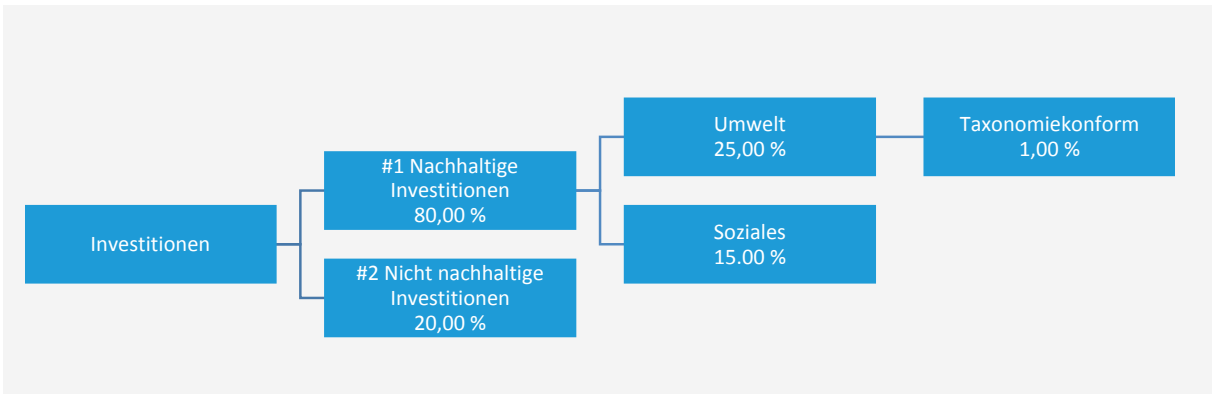 Investitionen
#1 Nachhaltige
Investitionen
80,00 %
#2 Nicht nachhaltige
Investitionen
20,00 %
Umwelt
25,00 %
Soziales
15.00 %
Taxonomiekonform
1,00 %